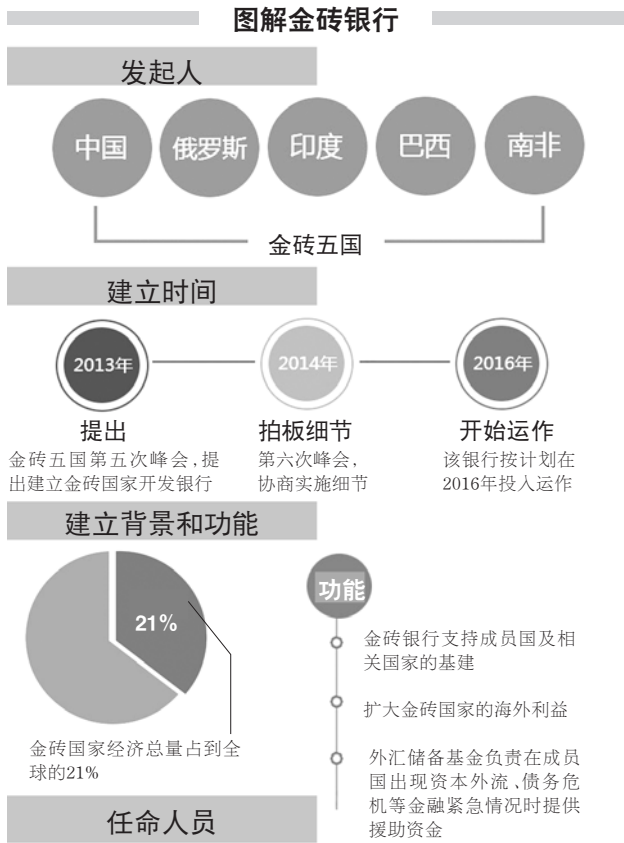 图解金砖银行
发起人
中国
俄罗斯
印度
巴西
南非
金砖五国
建立时间
2013年
2014年
2016年
提出
金砖五国第五次峰会,提
出建立金砖国家开发银行
拍板细节
第六次峰会,
协商实施细节
开始运作
该银行按计划在
2016年投入运作
建立背景和功能
21%
金砖国家经济总量占到全
球的21%
功能
金砖银行支持成员国及相
关国家的基建
扩大金砖国家的海外利益
外汇储备基金负责在成员
国出现资本外流、债务危
机等金融紧急情况时提供
援助资金
任命人员